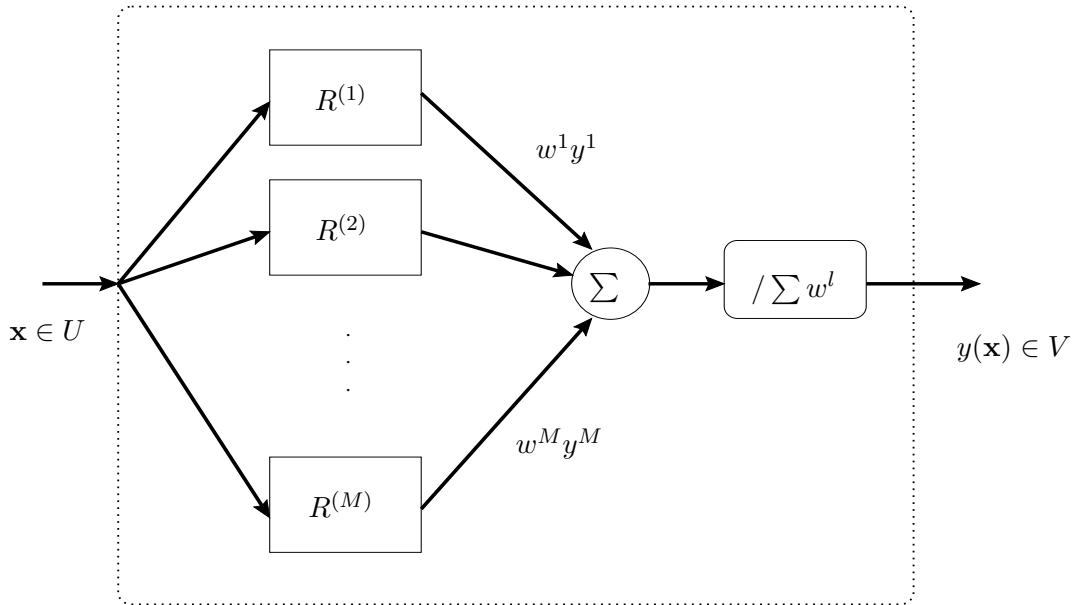 R^{(1)}
w^1y^1
R^{(2)}
∑
/ ∑ w^l
x ∈ U
y(x) ∈ V
.
.
.
w^My^M
R^{(M)}